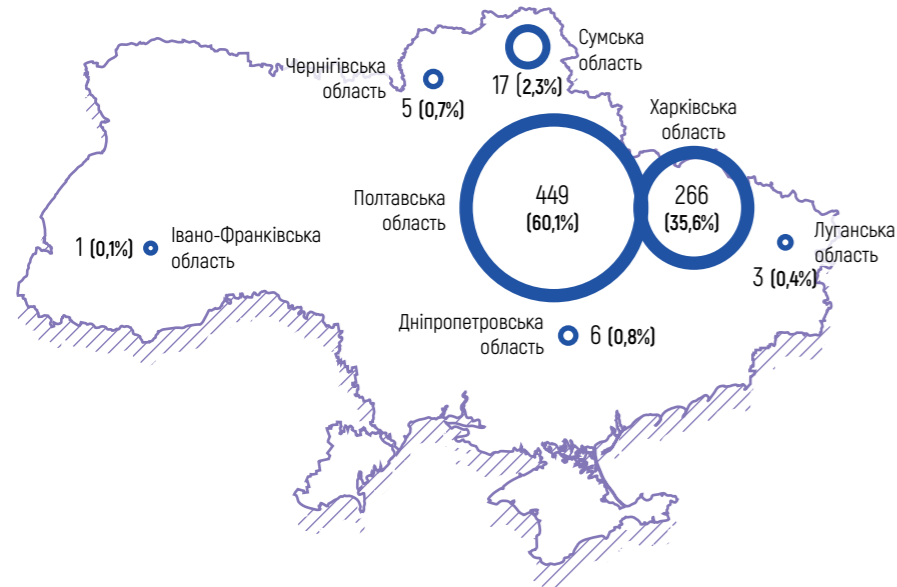 Сумська
область
17 (2,3%)
Чернігівська
область
5 (0,7%)
Харківська
область
266
(35,6%)
Полтавська
область
449
(60,1%)
Луганська
область
3 (0,4%)
1 (0,1%)
Івано-Франківська
область
Дніпропетровська
область
6 (0,8%)